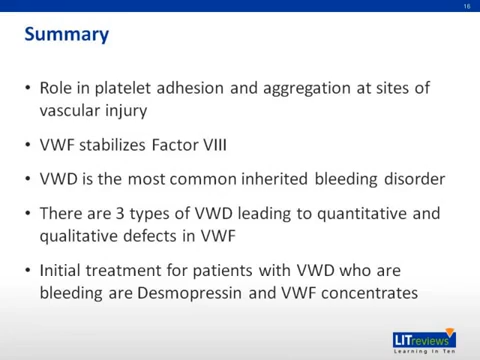 16
Summary
• Role in platelet adhesion and aggregation at sites of
vascular injury
• VWF stabilizes Factor VIII
• VWD is the most common inherited bleeding disorder
• There are 3 types of VWD leading to quantitative and
qualitative defects in VWF
• Initial treatment for patients with VWD who are
bleeding are Desmopressin and VWF concentrates
LITreviews
Learning in Ten